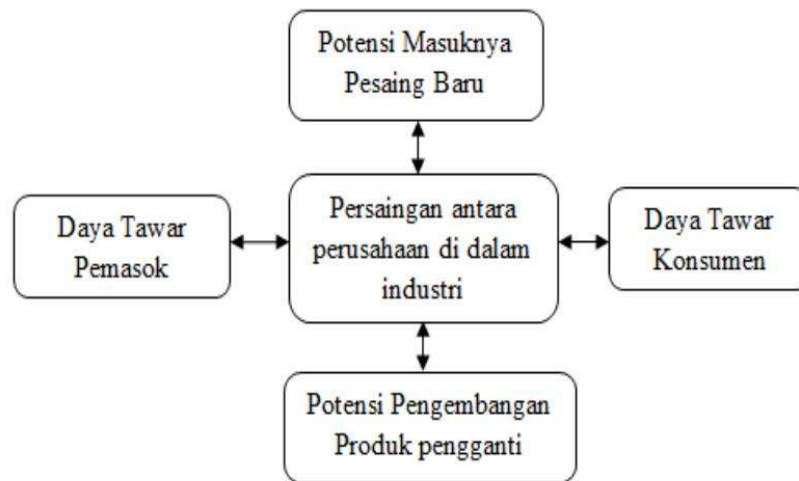 Potensi Masuknya
Pesaing Baru
Daya Tawar
Pemasok
Persaingan antara
perusahaan di dalam
industri
Daya Tawar
Konsumen
Potensi Pengembangan
Produk pengganti